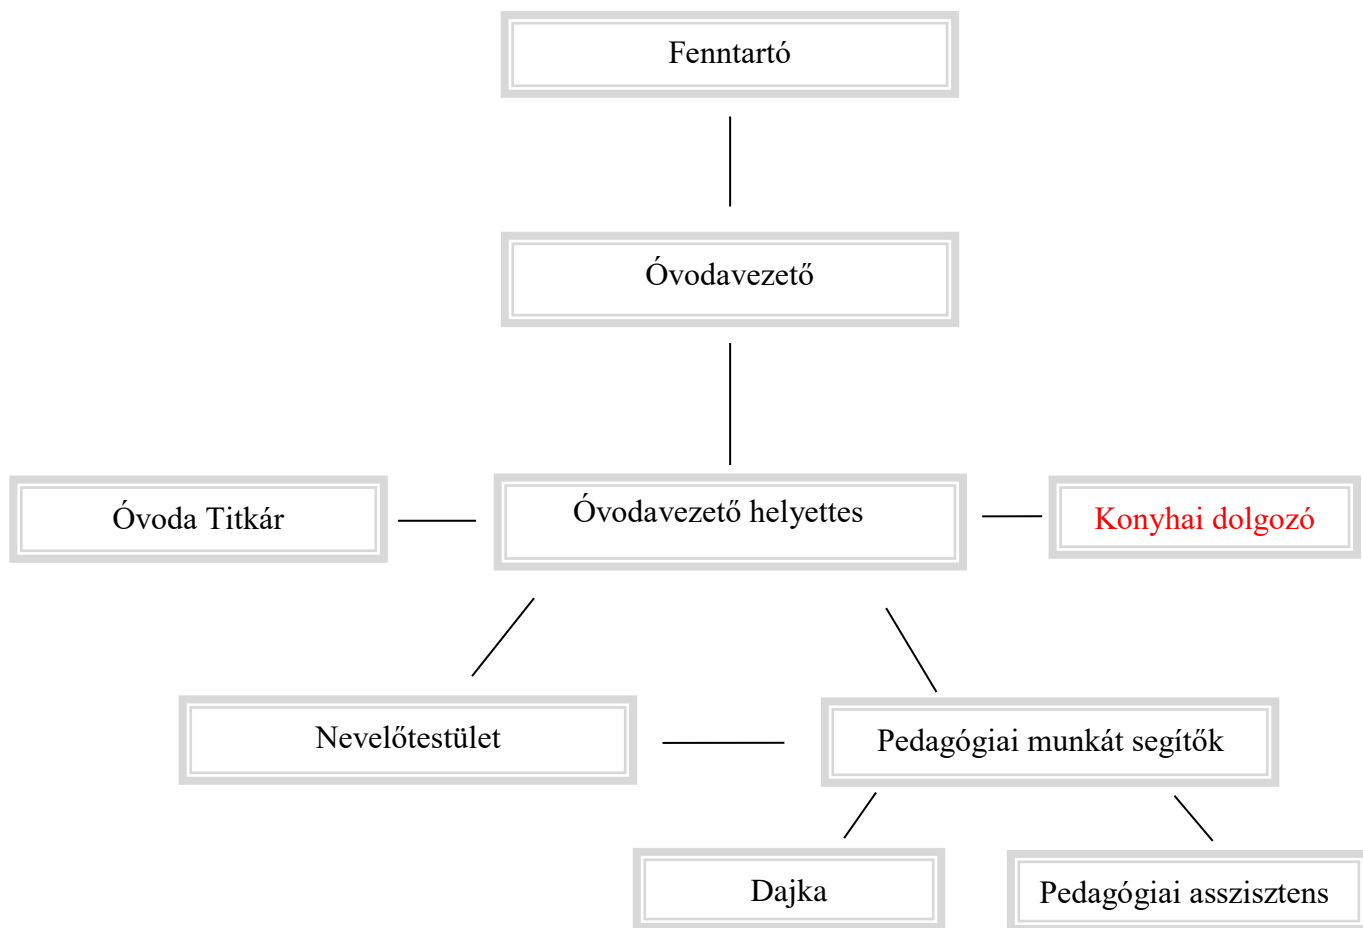 Fenntartó
Óvodavezető
Óvoda Titkár
Óvodavezető helyettes
Konyhai dolgozó
Nevelőtestület
Pedagógiai munkát segítők
Dajka
Pedagógiai asszisztens